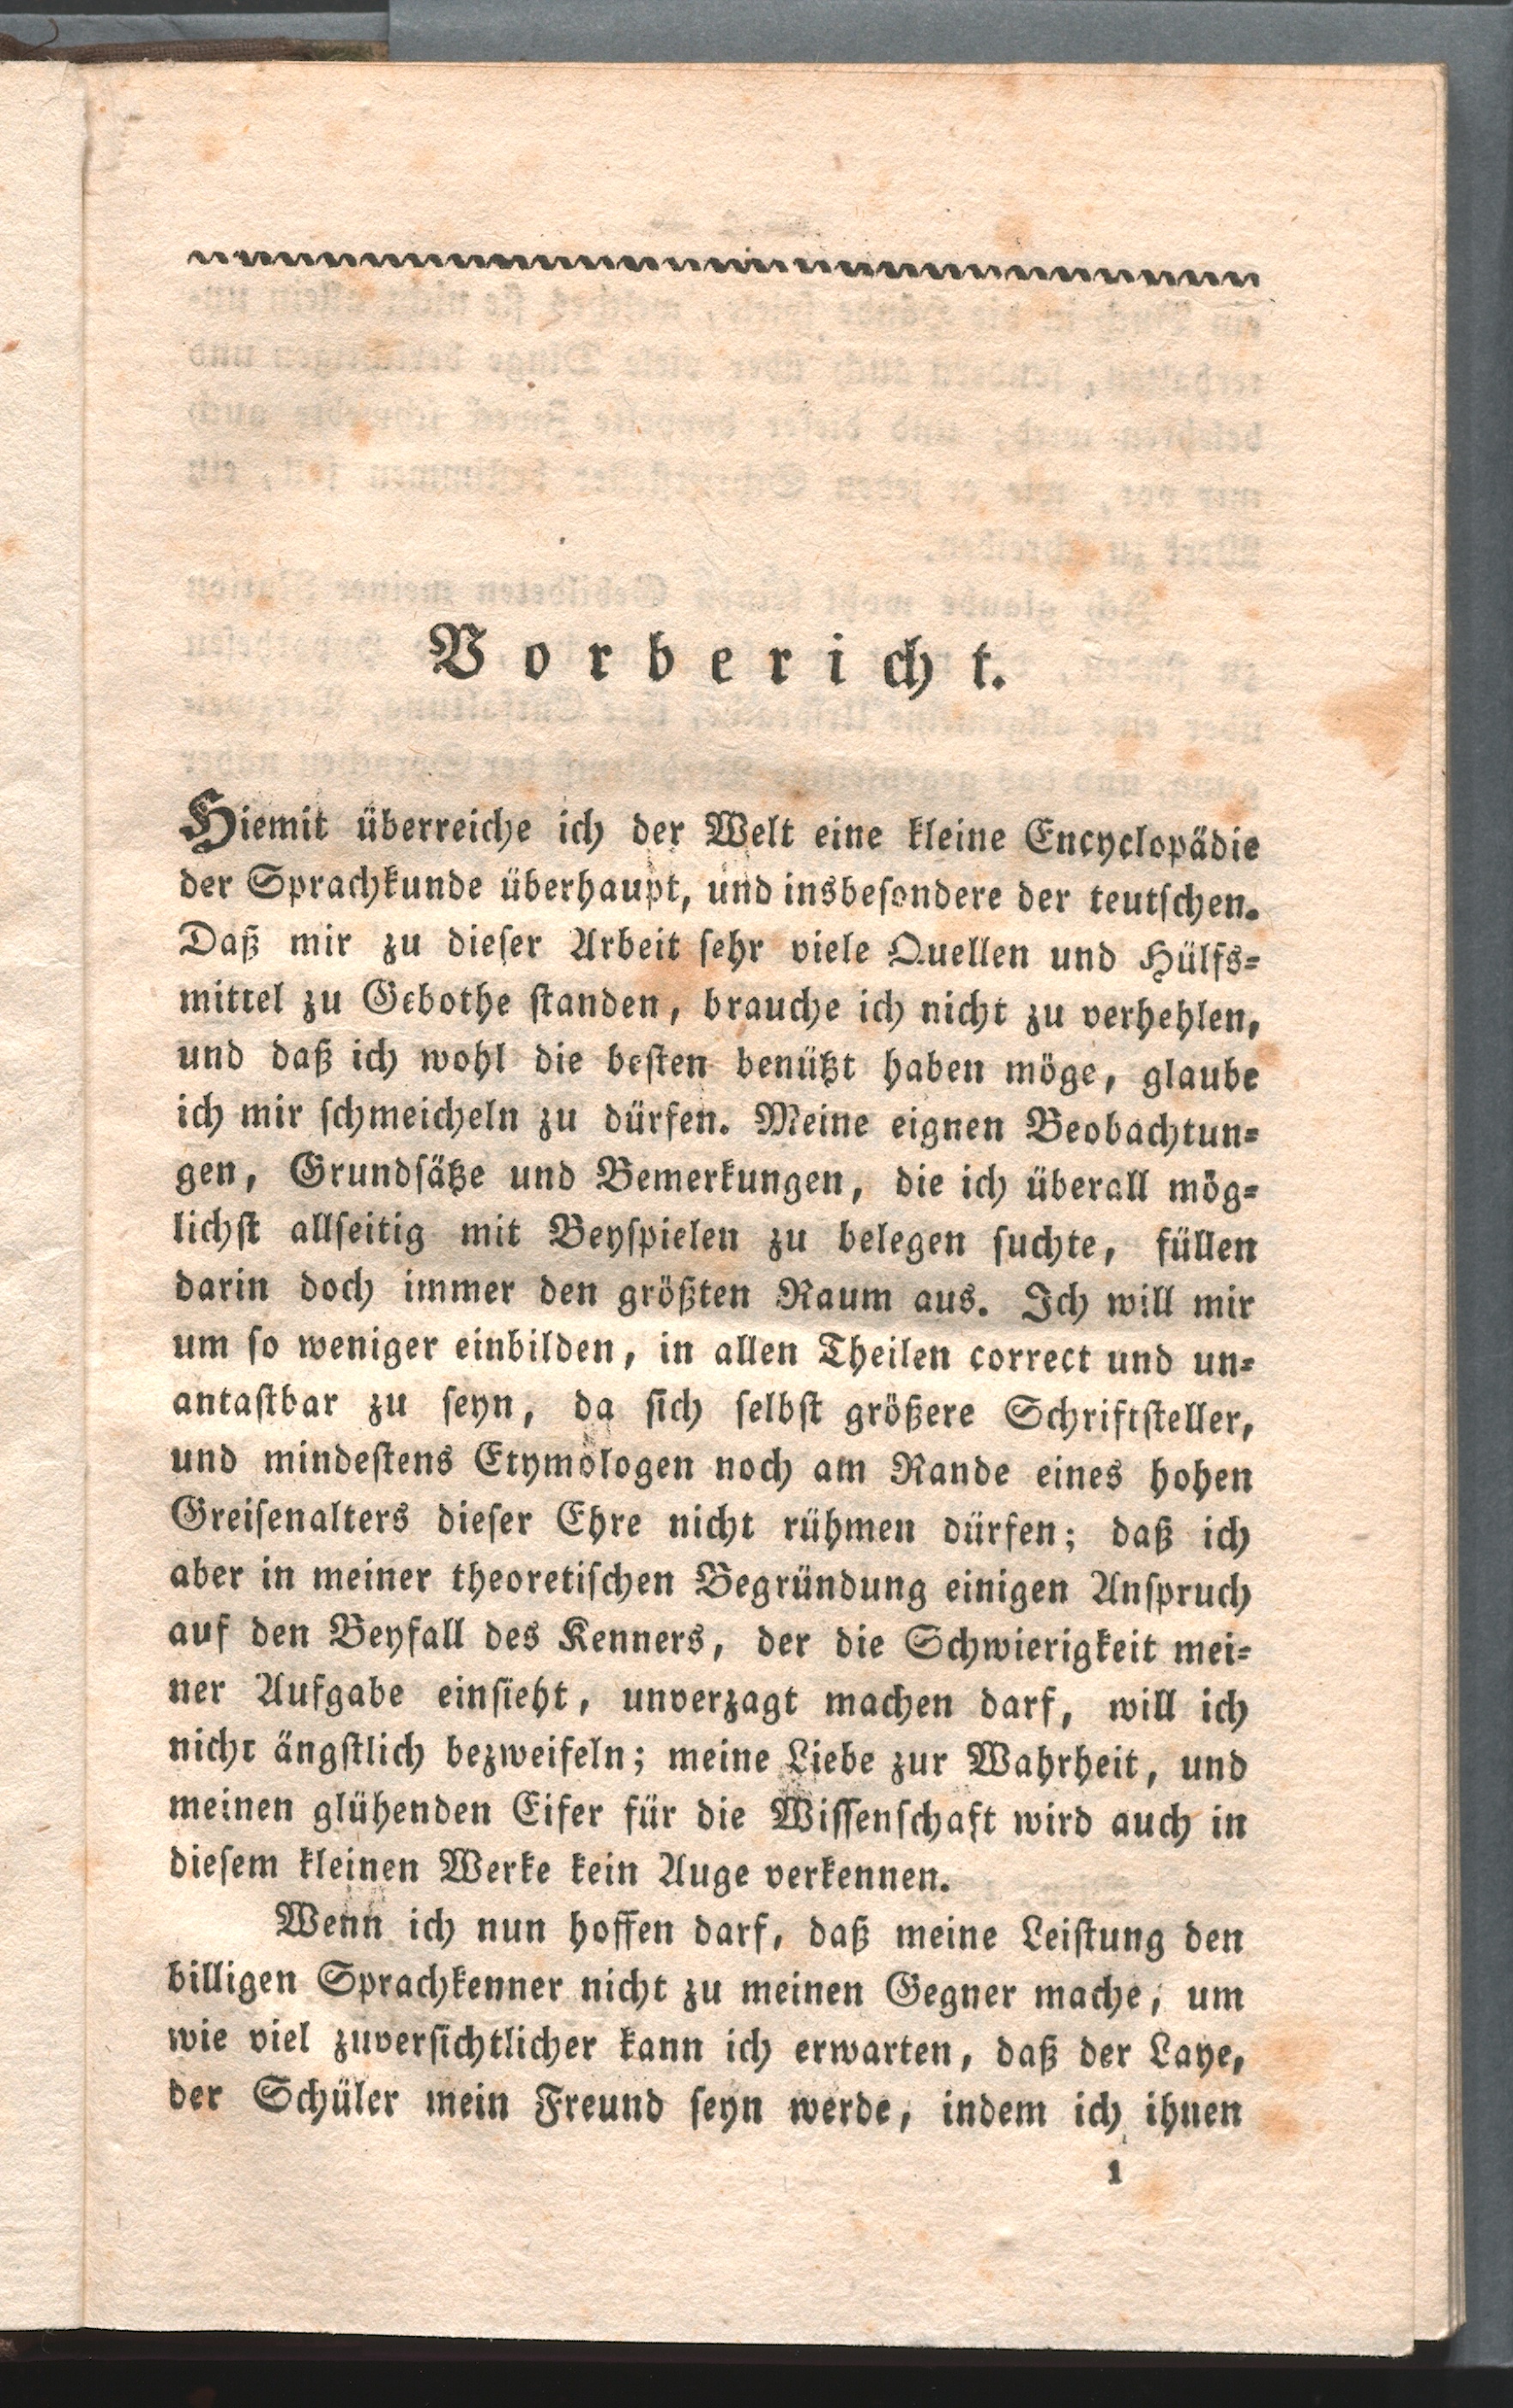 Vorbericht.
Hiemit überreiche ich der Welt eine kleine Encyclopädie
der Sprachkunde überhaupt, und insbesondere der teutschen.
Daß mir zu dieser Arbeit sehr viele Quellen und Hülfs-
mittel zu Gebothe standen, brauche ich nicht zu verhehlen,
und daß ich wohl die besten benützt haben möge, glaube
ich mir schmeicheln zu dürfen. Meine eignen Beobachtun-
gen, Grundsätze und Bemerkungen, die ich überall mög-
lichst allseitig mit Beyspielen zu belegen suchte, füllen
darin doch immer den größten Raum aus. Ich will mir
um so weniger einbilden, in allen Theilen correct und un-
antastbar zu seyn, da sich selbst größere Schriftsteller,
und mindestens Etymologen noch am Rande eines hohen
Greisenalters dieser Ehre nicht rühmen dürfen; daß ich
aber in meiner theoretischen Begründung einigen Anspruch
auf den Beyfall des Kenners, der die Schwierigkeit mei-
ner Aufgabe einsieht, unverzagt machen darf, will ich
nicht ängstlich bezweifeln; meine Liebe zur Wahrheit, und
meinen glühenden Eifer für die Wissenschaft wird auch in
diesem kleinen Werke kein Auge verkennen.
Wenn ich nun hoffen darf, daß meine Leistung den
billigen Sprachkenner nicht zu meinen Gegner mache, um
wie viel zuversichtlicher kann ich erwarten, daß der Laye,
der Schüler mein Freund seyn werde, indem ich ihnen
1